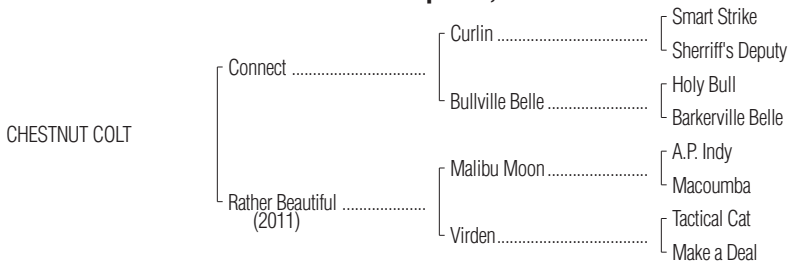 Smart Strike
Curlin
Sherriff's Deputy
Connect
Holy Bull
Bullville Belle
Barkerville Belle
CHESTNUT COLT
A.P. Indy
Malibu Moon
Macoumba
Rather Beautiful
(2011)
Tactical Cat
Virden
Make a Deal